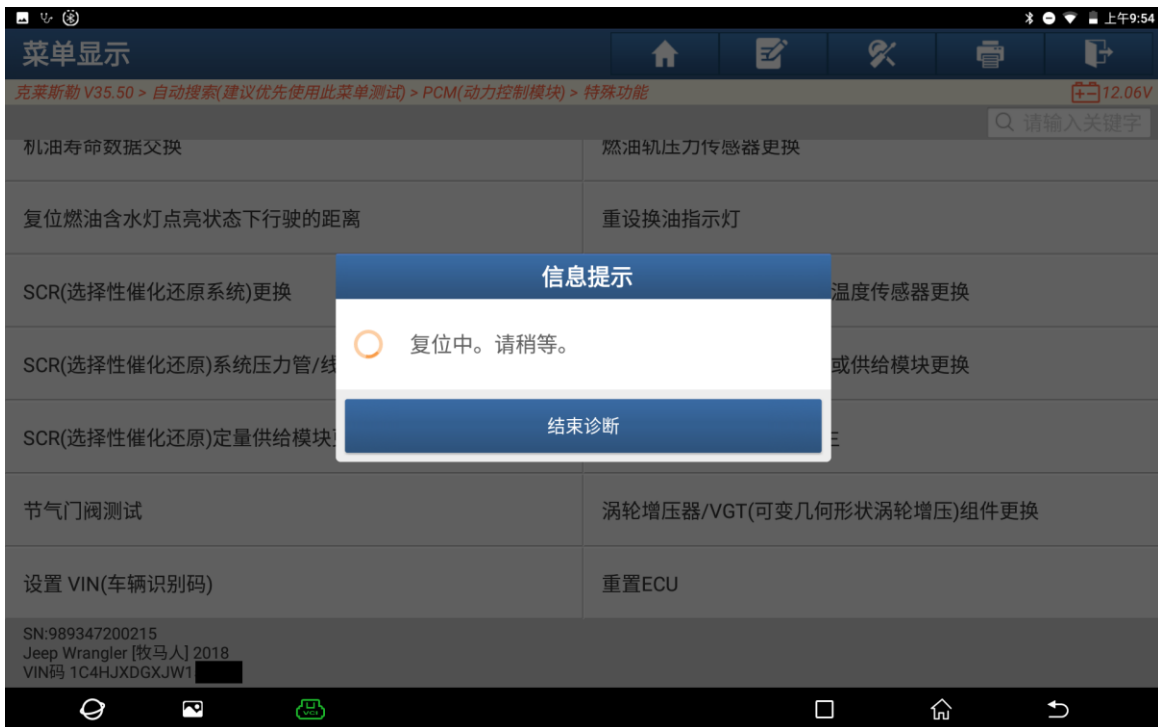 上午9:54
菜单显示
克莱斯勒 V35.50 > 自动搜索(建议优先使用此菜单测试) > PCM(动力控制模块) > 特殊功能
12.06V
请输入关键字
机油寿命数据交换
燃油轨压力传感器更换
复位燃油含水灯点亮状态下行驶的距离
重设换油指示灯
信息提示
SCR(选择性催化还原系统)更换
温度传感器更换
复位中。请稍等。
SCR(选择性催化还原)系统压力管/线
或供给模块更换
结束诊断
SCR(选择性催化还原)定量供给模块
节气门阀测试
涡轮增压器/VGT(可变几何形状涡轮增压)组件更换
设置 VIN(车辆识别码)
重置ECU
SN:989347200215
Jeep Wrangler [牧马人] 2018
VIN码 1C4HJXDGXJW1
VCI